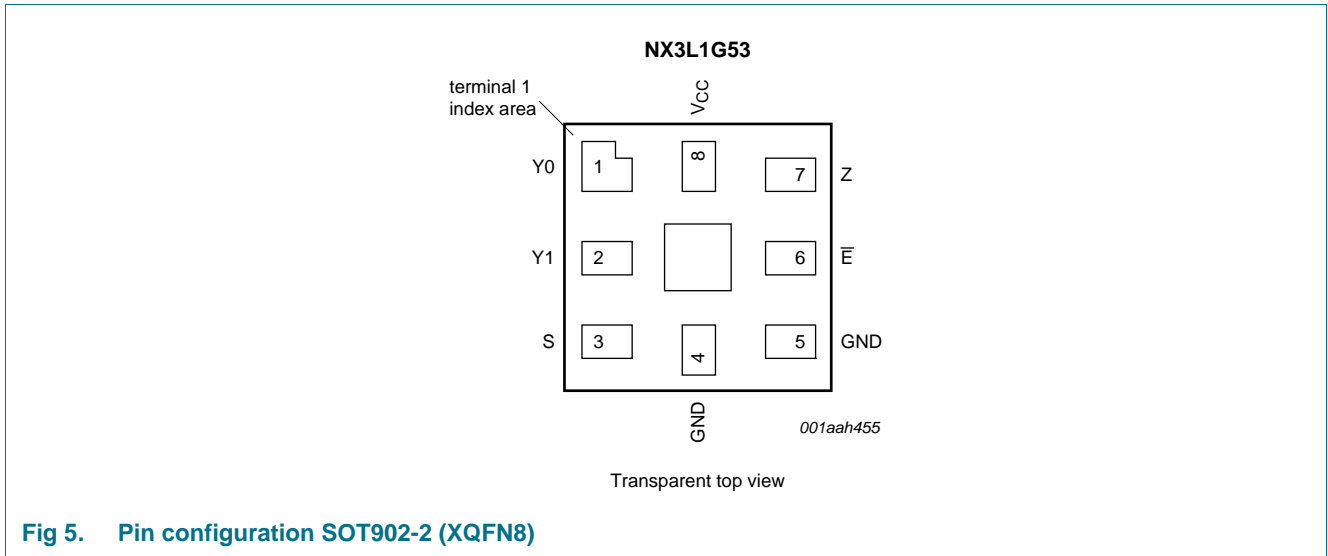 NX3L1G53
terminal 1
index area
VCC
Y0 1 8 7 Z
Y1 2 6 E̅
S 3 4 5 GND
GND
001aah455
Transparent top view
Fig 5. Pin configuration SOT902-2 (XQFN8)